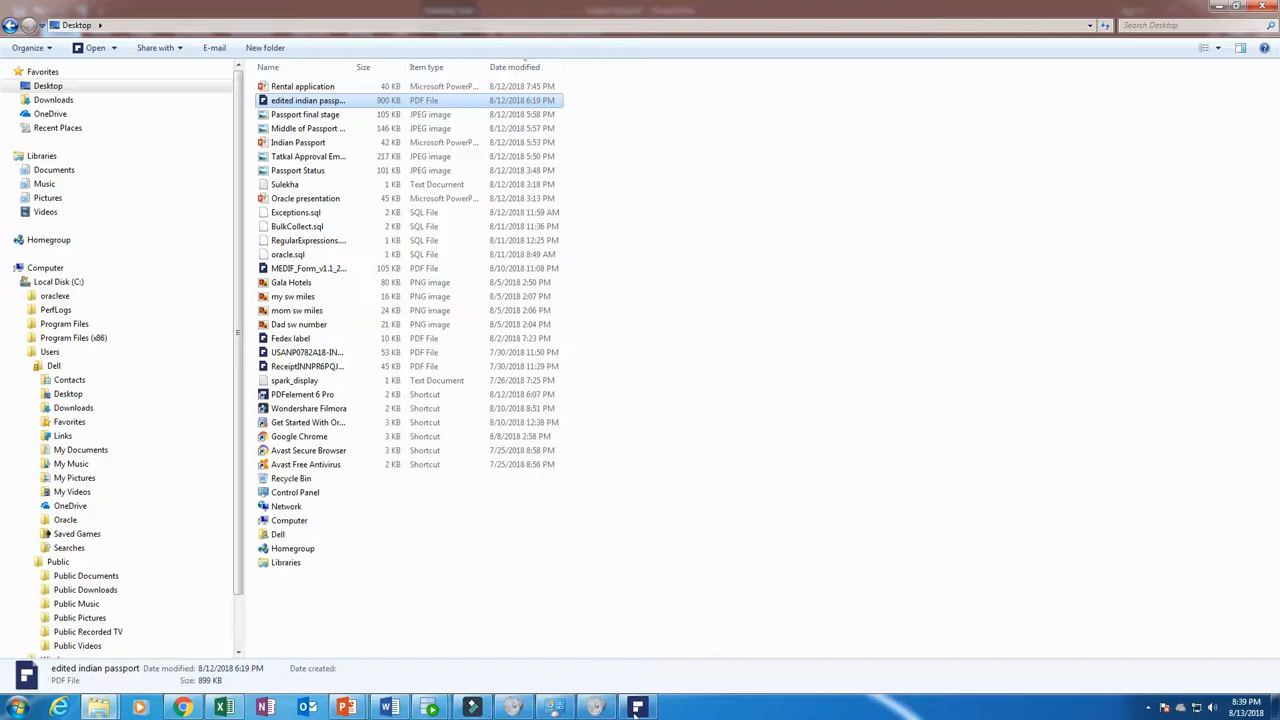 Desktop
Search Desktop
Organize Open Share with E-mail New folder
Favorites
Desktop
Downloads
OneDrive
Recent Places
Libraries
Documents
Music
Pictures
Videos
Homegroup
Computer
Local Disk (C:)
oraclexe
PerfLogs
Program Files
Program Files (x86)
Users
Dell
Contacts
Desktop
Downloads
Favorites
Links
My Documents
My Music
My Pictures
My Videos
OneDrive
Oracle
Saved Games
Searches
Public
Public Documents
Public Downloads
Public Music
Public Pictures
Public Recorded TV
Public Videos
Name Size Item type Date modified
Rental application 40 KB Microsoft PowerP... 8/12/2018 7:45 PM
edited indian passp... 900 KB PDF File 8/12/2018 6:19 PM
Passport final stage 105 KB JPEG image 8/12/2018 5:58 PM
Middle of Passport ... 146 KB JPEG image 8/12/2018 5:57 PM
Indian Passport 42 KB Microsoft PowerP... 8/12/2018 5:53 PM
Tatkal Approval Em... 217 KB JPEG image 8/12/2018 5:50 PM
Passport Status 101 KB JPEG image 8/12/2018 3:48 PM
Sulekha 1 KB Text Document 8/12/2018 3:18 PM
Oracle presentation 45 KB Microsoft PowerP... 8/12/2018 3:13 PM
Exceptions.sql 2 KB SQL File 8/12/2018 11:59 AM
BulkCollect.sql 2 KB SQL File 8/11/2018 11:36 PM
RegularExpressions.... 2 KB SQL File 8/11/2018 12:25 PM
oracle.sql 2 KB SQL File 8/11/2018 8:49 AM
MEDIF_Form_v1.1_2... 105 KB PDF File 8/10/2018 11:08 PM
Gala Hotels 80 KB PNG image 8/5/2018 2:50 PM
my sw miles 16 KB PNG image 8/5/2018 2:07 PM
mom sw miles 24 KB PNG image 8/5/2018 2:06 PM
Dad sw number 21 KB PNG image 8/5/2018 2:04 PM
Fedex label 10 KB PDF File 8/2/2018 7:23 PM
USANP0782A18-IN... 50 KB PDF File 7/30/2018 11:50 PM
ReceiptINNPR6PQJ... 45 KB PDF File 7/30/2018 11:29 PM
spark_display 1 KB Text Document 7/26/2018 7:25 PM
PDFelement 6 Pro 2 KB Shortcut 8/12/2018 6:07 PM
Wondershare Filmora 2 KB Shortcut 8/10/2018 8:51 PM
Get Started With Or... 3 KB Shortcut 8/10/2018 12:38 PM
Google Chrome 3 KB Shortcut 8/8/2018 2:58 PM
Avast Secure Browser 3 KB Shortcut 7/25/2018 8:58 PM
Avast Free Antivirus 2 KB Shortcut 7/25/2018 8:56 PM
Recycle Bin
Control Panel
Network
Computer
Dell
Homegroup
Libraries
edited indian passport Date modified: 8/12/2018 6:19 PM Date created:
PDF File Size: 899 KB
8:39 PM
8/13/2018